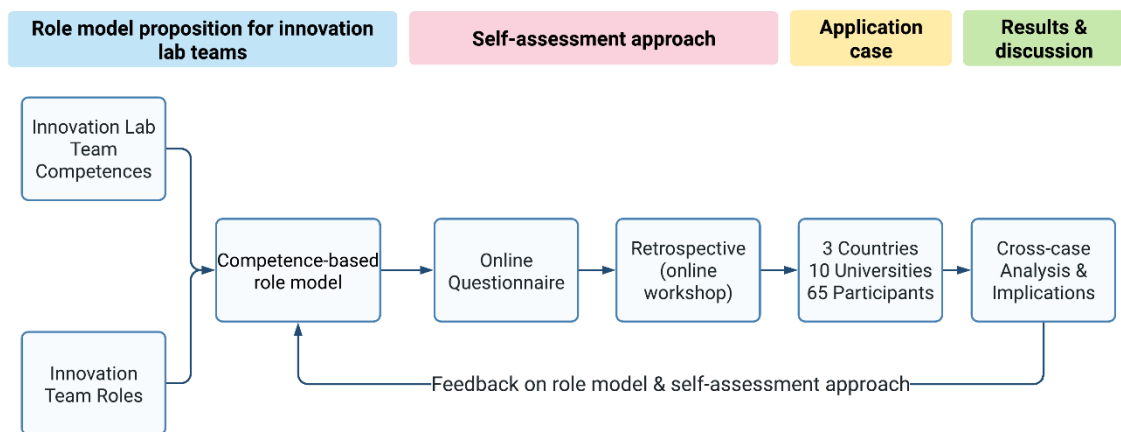 Role model proposition for innovation
lab teams
Self-assessment approach
Application
case
Results &
discussion
Innovation Lab
Team
Competences
Innovation
Team Roles
Competence-based
role model
Online
Questionnaire
Retrospective
(online
workshop)
3 Countries
10 Universities
65 Participants
Cross-case
Analysis &
Implications
Feedback on role model & self-assessment approach